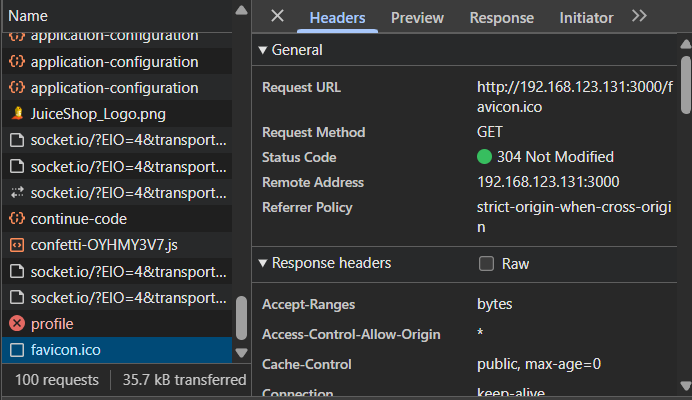 Name
application-configuration
application-configuration
application-configuration
JuiceShop_Logo.png
socket.io/?EIO=4&transport...
socket.io/?EIO=4&transport...
socket.io/?EIO=4&transport...
continue-code
confetti-OYHMY3V7.js
socket.io/?EIO=4&transport...
socket.io/?EIO=4&transport...
profile
favicon.ico
100 requests 35.7 kB transferred
Headers Preview Response Initiator
General
Request URL http://192.168.123.131:3000/f
avicon.ico
Request Method GET
Status Code 304 Not Modified
Remote Address 192.168.123.131:3000
Referrer Policy strict-origin-when-cross-origi
n
Response headers Raw
Accept-Ranges bytes
Access-Control-Allow-Origin *
Cache-Control public, max-age=0
Connection keep-alive